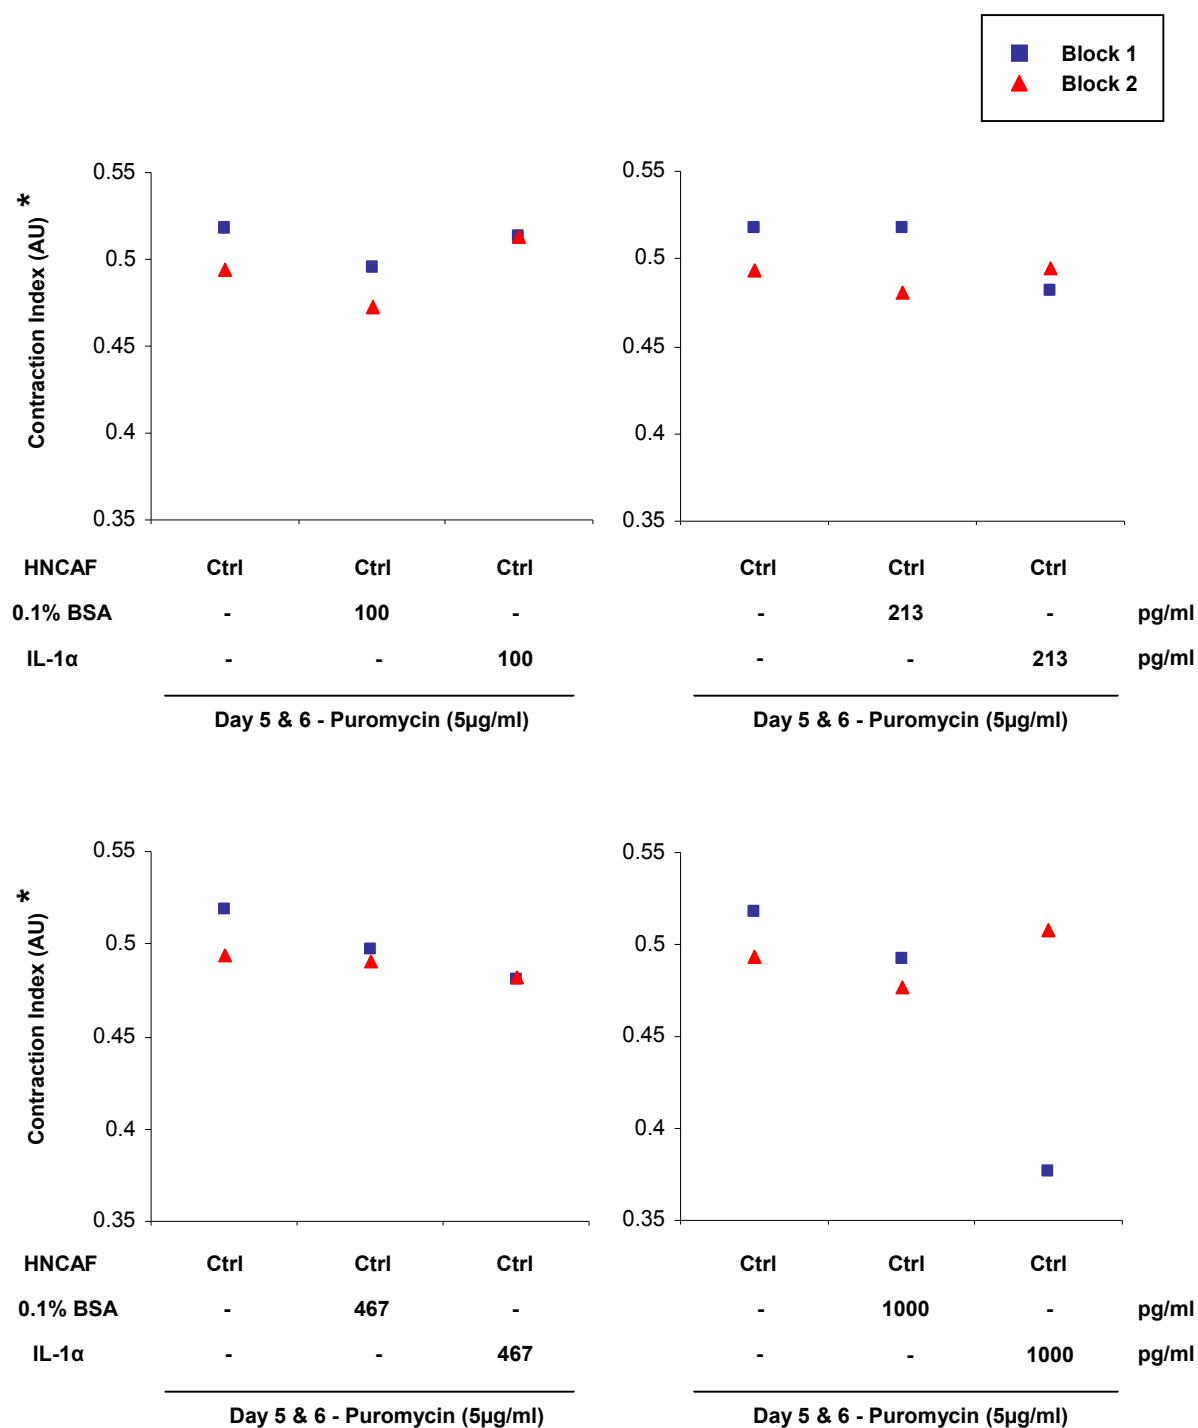 Block 1
Block 2
Contraction Index (AU) *
0.55
0.5
0.45
0.4
0.35
0.55
0.5
0.45
0.4
0.35
HNCAF Ctrl Ctrl Ctrl Ctrl Ctrl Ctrl
0.1% BSA - 100 - - 213 - pg/ml
IL-1α - - 100 - - 213 pg/ml
Day 5 & 6 - Puromycin (5µg/ml) Day 5 & 6 - Puromycin (5µg/ml)
Contraction Index (AU) *
0.55
0.5
0.45
0.4
0.35
0.55
0.5
0.45
0.4
0.35
HNCAF Ctrl Ctrl Ctrl Ctrl Ctrl Ctrl
0.1% BSA - 467 - - 1000 - pg/ml
IL-1α - - 467 - - 1000 pg/ml
Day 5 & 6 - Puromycin (5µg/ml) Day 5 & 6 - Puromycin (5µg/ml)